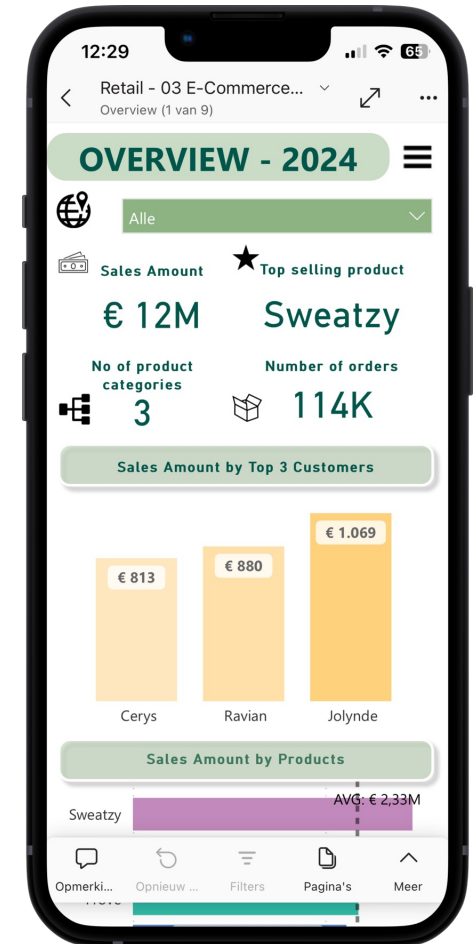 12:29
65
Retail - 03 E-Commerce...
Overview (1 van 9)
OVERVIEW - 2024
Alle
Sales Amount
Top selling product
€ 12M
Sweatzy
No of product
categories
Number of orders
3
114K
Sales Amount by Top 3 Customers
€ 813
€ 880
€ 1.069
Cerys
Ravian
Jolynde
Sales Amount by Products
AVG: € 2,33M
Sweatzy
Opmerki...
Opnieuw ...
Filters
Pagina's
Meer